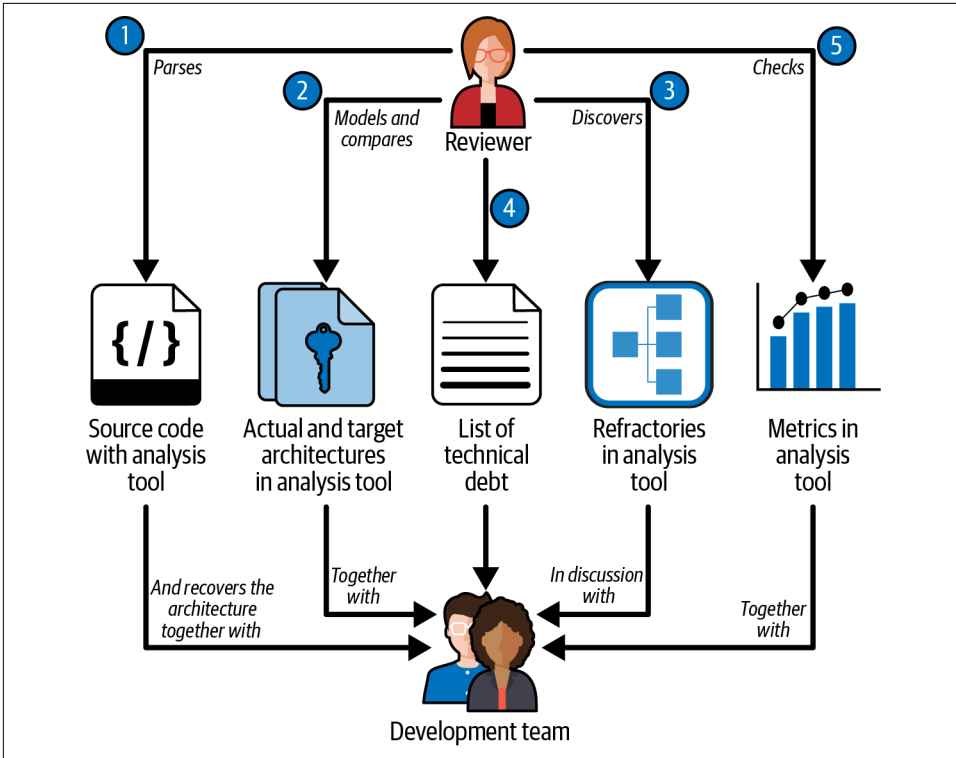 1
Parses
2
Models and
compares
Reviewer
3
Discovers
5
Checks
4
{/}
Source code
with analysis
tool
Actual and target
architectures
in analysis tool
List of
technical
debt
Refractories
in analysis
tool
Metrics in
analysis
tool
And recovers the
architecture
together with
Together
with
In discussion
with
Together
with
Development team